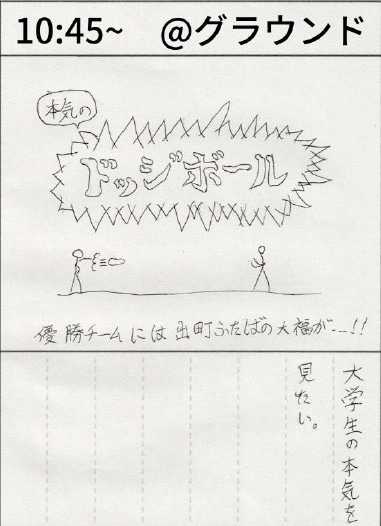 10:45~ @グラウンド
本気の
ドッジボール
優勝チームには出町ふたばの大福が…!!
大学生の本気を
見たい。